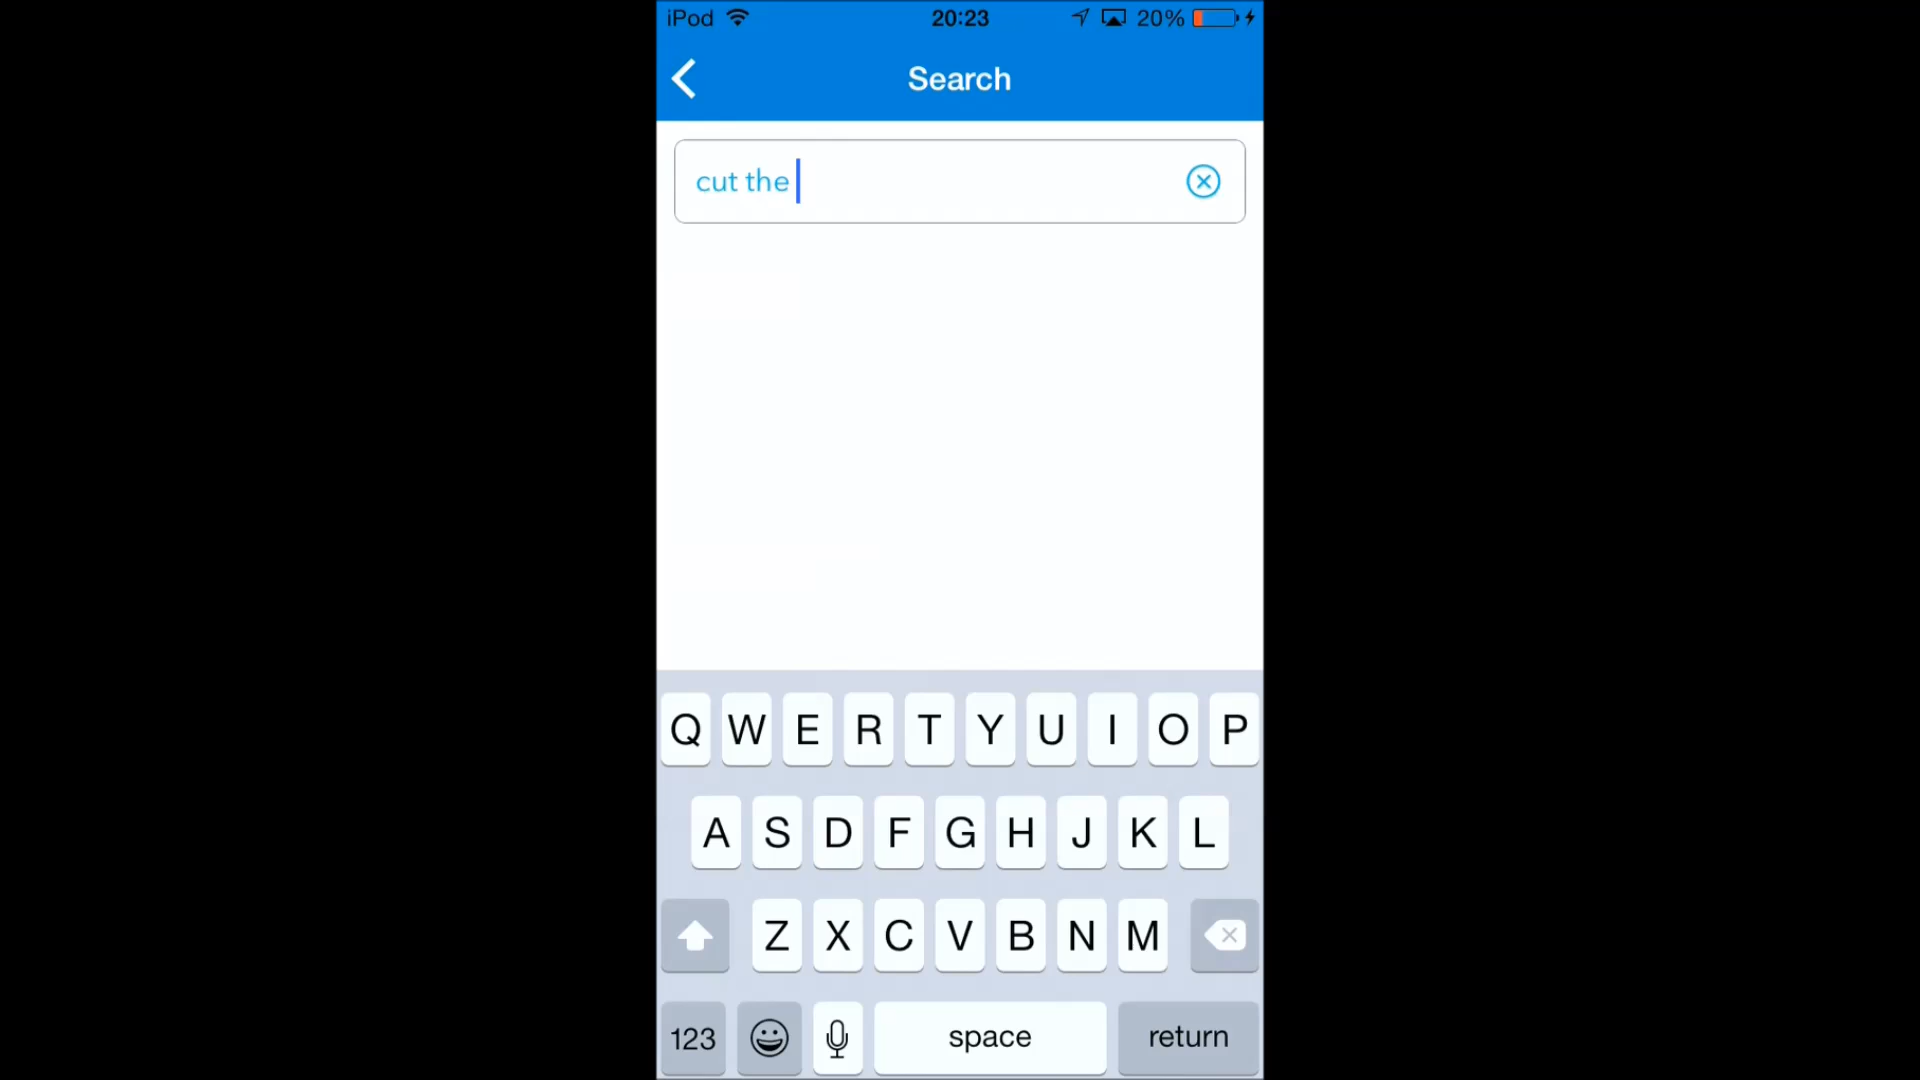 iPod 20:23 20%
Search
cut the
Q W E R T Y U I O P
A S D F G H J K L
Z X C V B N M
123 space return